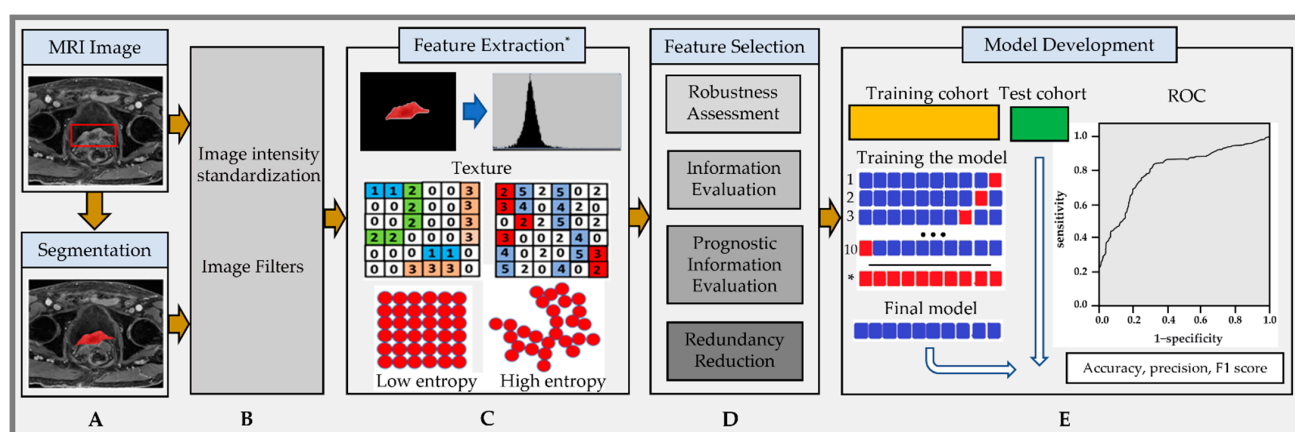 MRI Image
Segmentation
A
Image intensity
standardization
Image Filters
B
Feature Extraction*
Texture
1 1 2 0 0 3
0 0 2 0 0 3
0 0 2 0 0 3
2 2 0 0 0 3
0 0 0 1 1 0
0 0 3 3 3 0
2 5 2 5 0 2
3 4 0 4 0 2
0 2 2 5 0 0
3 0 0 0 4 0
4 0 5 0 5 3
5 2 0 4 0 2
Low entropy
High entropy
C
Feature Selection
Robustness
Assessment
Information
Evaluation
Prognostic
Information
Evaluation
Redundancy
Reduction
D
Model Development
Training cohort
Test cohort
Training the model
1
2
3
...
10
*
Final model
ROC
sensitivity
1.0
0.8
0.6
0.4
0.2
0.0
0.0 0.2 0.4 0.6 0.8 1.0
1–specificity
Accuracy, precision, F1 score
E